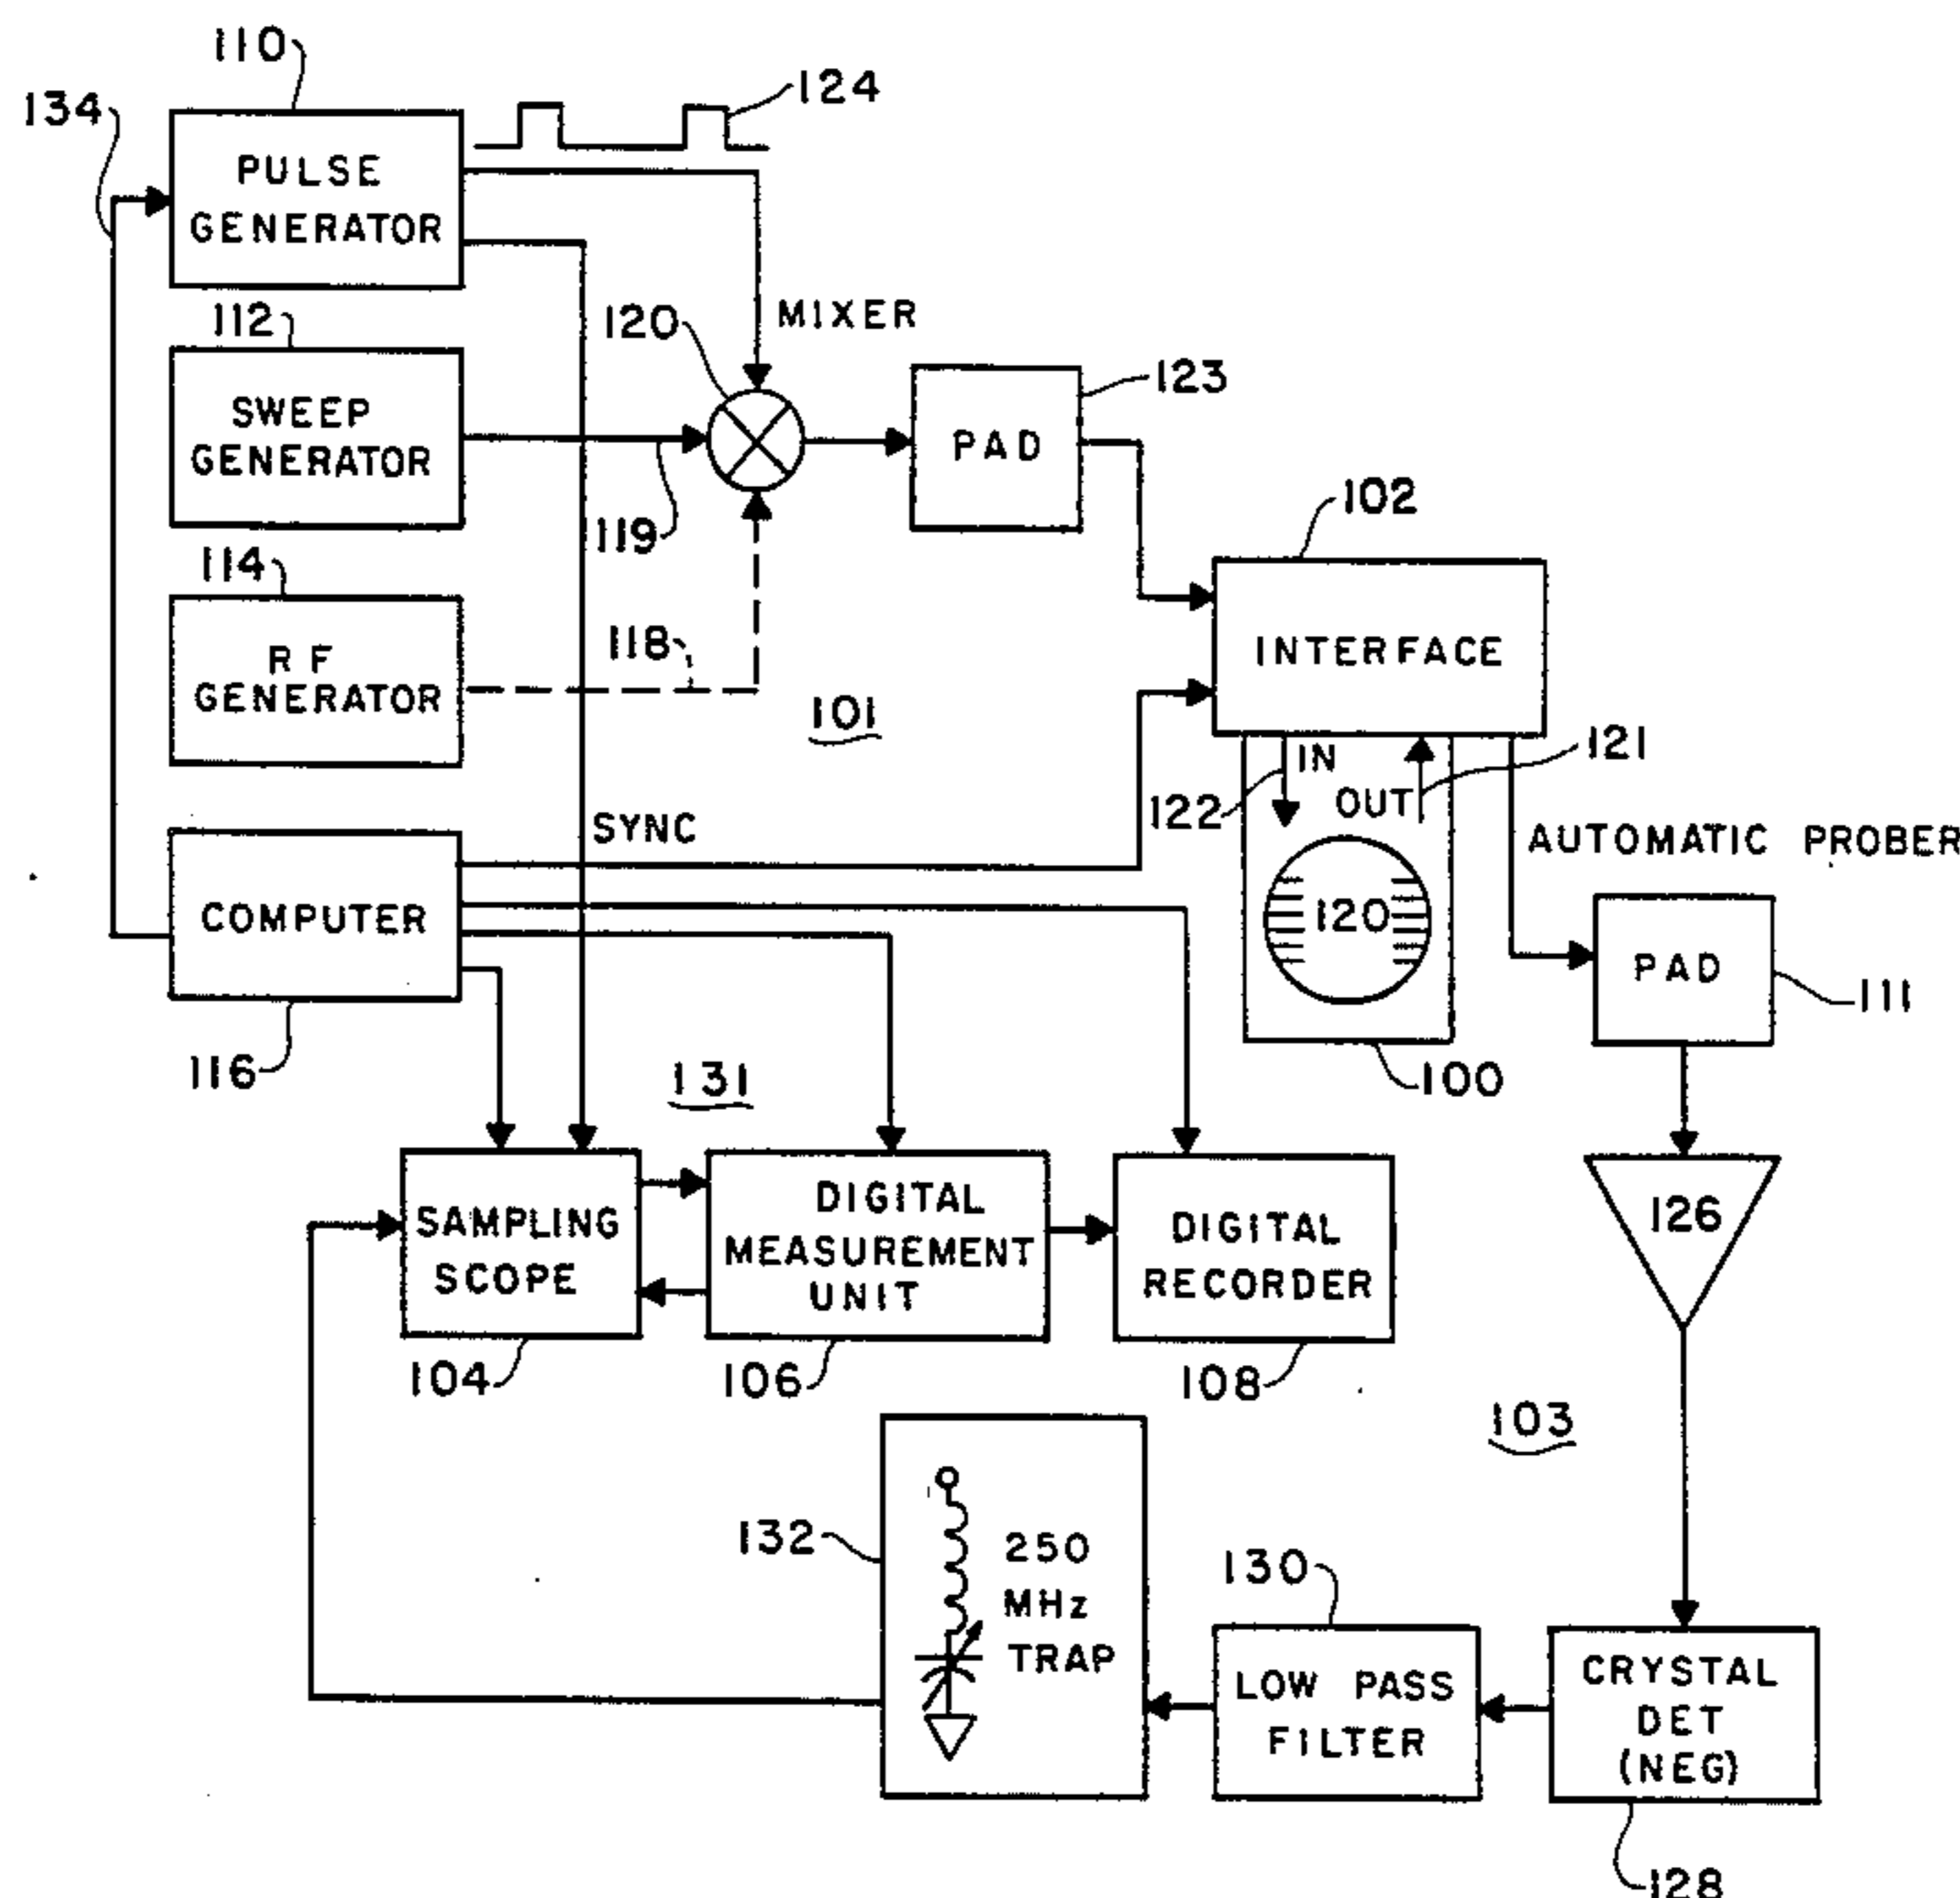 110
134
124
PULSE
GENERATOR
112
120
MIXER
123
SWEEP
GENERATOR
PAD
119
102
114
RF
GENERATOR
118
101
INTERFACE
IN
121
122
OUT
SYNC
AUTOMATIC PROBER
COMPUTER
120
PAD
111
116
131
100
SAMPLING
SCOPE
DIGITAL
MEASUREMENT
UNIT
DIGITAL
RECORDER
126
104
106
108
103
132
250
MHz
TRAP
130
LOW PASS
FILTER
CRYSTAL
DET
(NEG)
128